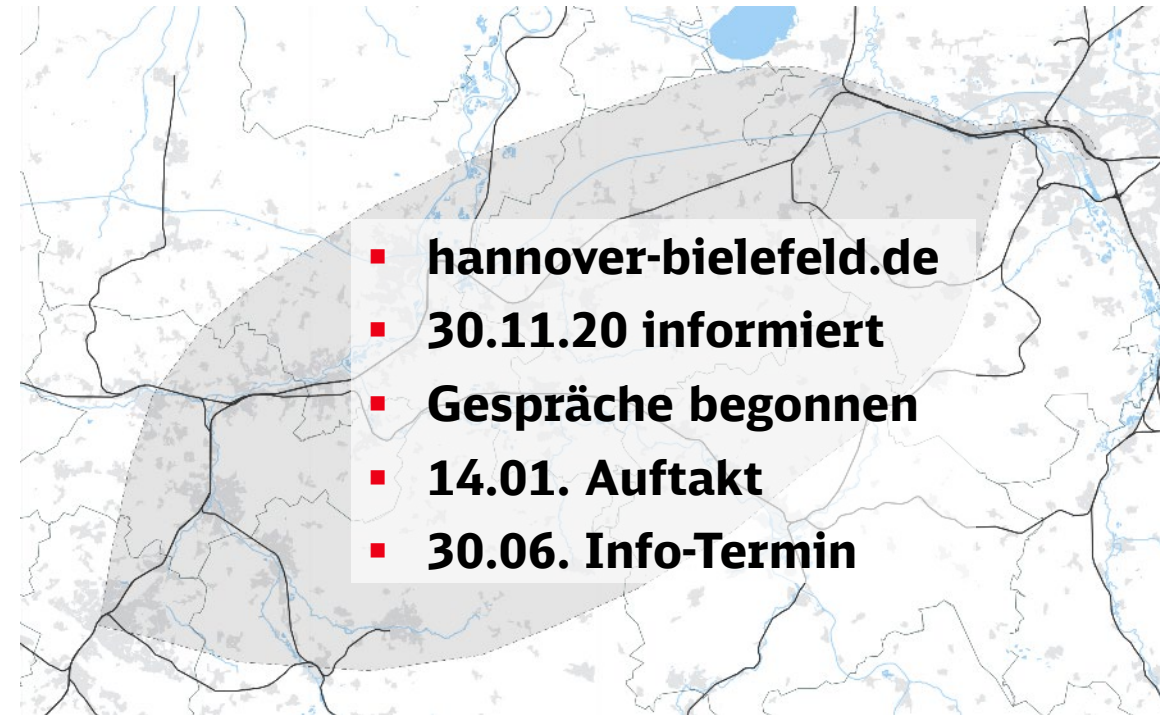 ▪ hannover-bielefeld.de
▪ 30.11.20 informiert
▪ Gespräche begonnen
▪ 14.01. Auftakt
▪ 30.06. Info-Termin